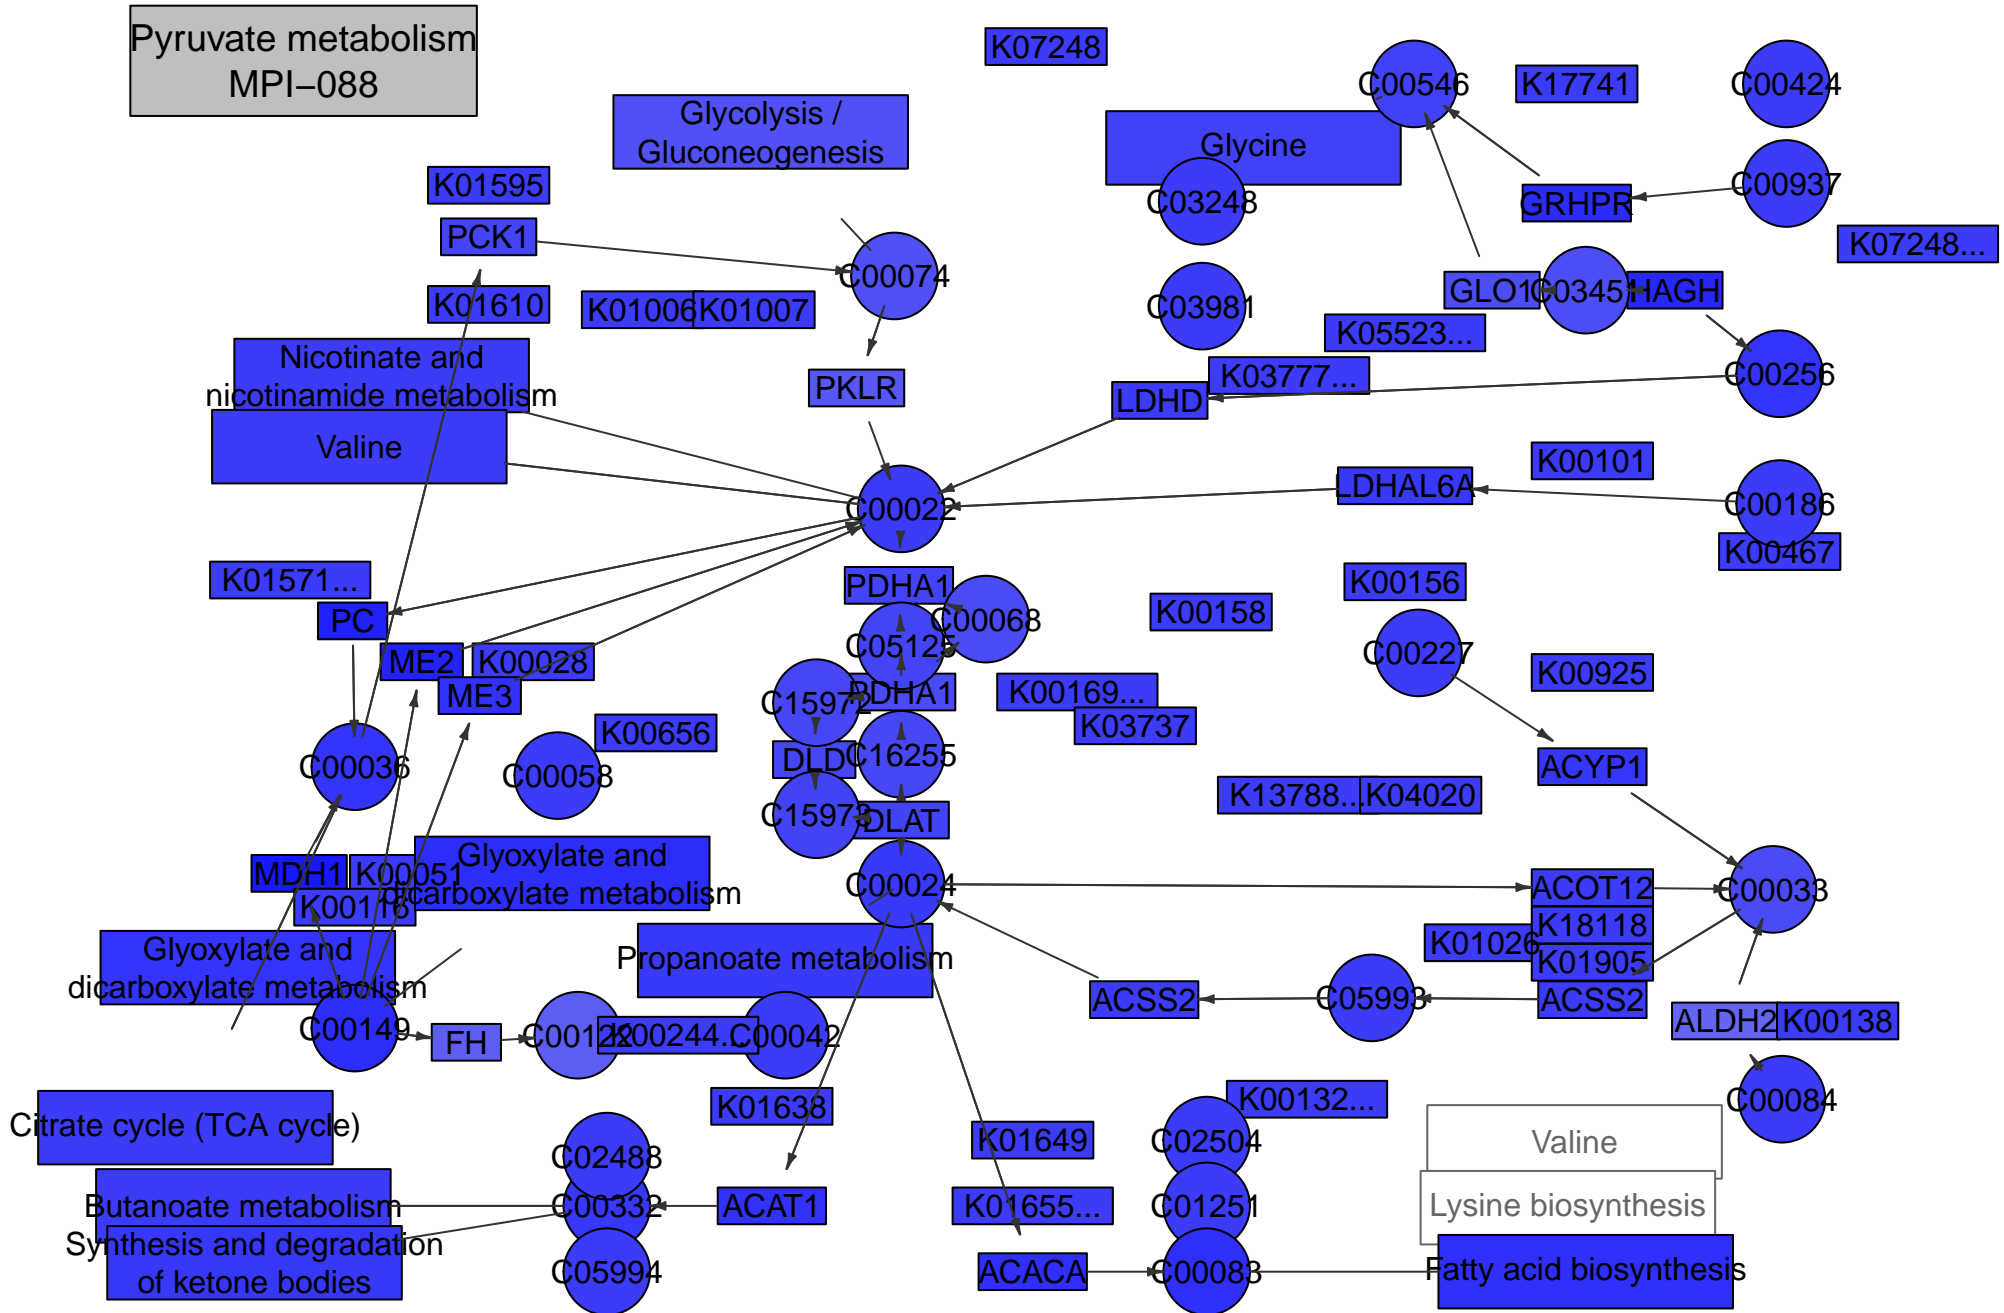 Pyruvate metabolism
MPI−088
K07248
C00546
K17741
C00424
Glycolysis /
Gluconeogenesis
Glycine
K01595
C03248
GRHPR
C00937
PCK1
K07248...
C00074
GLO1
C03451
HAGH
K01610
K01006
K01007
C03981
K05523...
Nicotinate and
nicotinamide metabolism
PKLR
K03777...
LDHD
C00256
Valine
K00101
LDHAL6A
C00022
C00186
K00467
K01571...
PDHA1
K00156
PC
C00068
K00158
C05125
C00227
ME2
K00028
K00925
ME3
C15972
PDHA1
K00169...
K03737
K00656
C00036
C00058
DLD
C16255
ACYP1
K13788...
K04020
C15973
DLAT
MDH1
K00051
Glyoxylate and
dicarboxylate metabolism
C00024
ACOT12
C00033
K00116
K18118
K01026
Glyoxylate and
dicarboxylate metabolism
Propanoate metabolism
K01905
ACSS2
C05993
ACSS2
C00149
FH
C00122
K00244...
C00042
ALDH2
K00138
K01638
K00132...
C00084
Citrate cycle (TCA cycle)
C02488
K01649
C02504
Valine
Butanoate metabolism
C00332
ACAT1
K01655...
C01251
Lysine biosynthesis
Synthesis and degradation
of ketone bodies
C05994
ACACA
C00083
Fatty acid biosynthesis